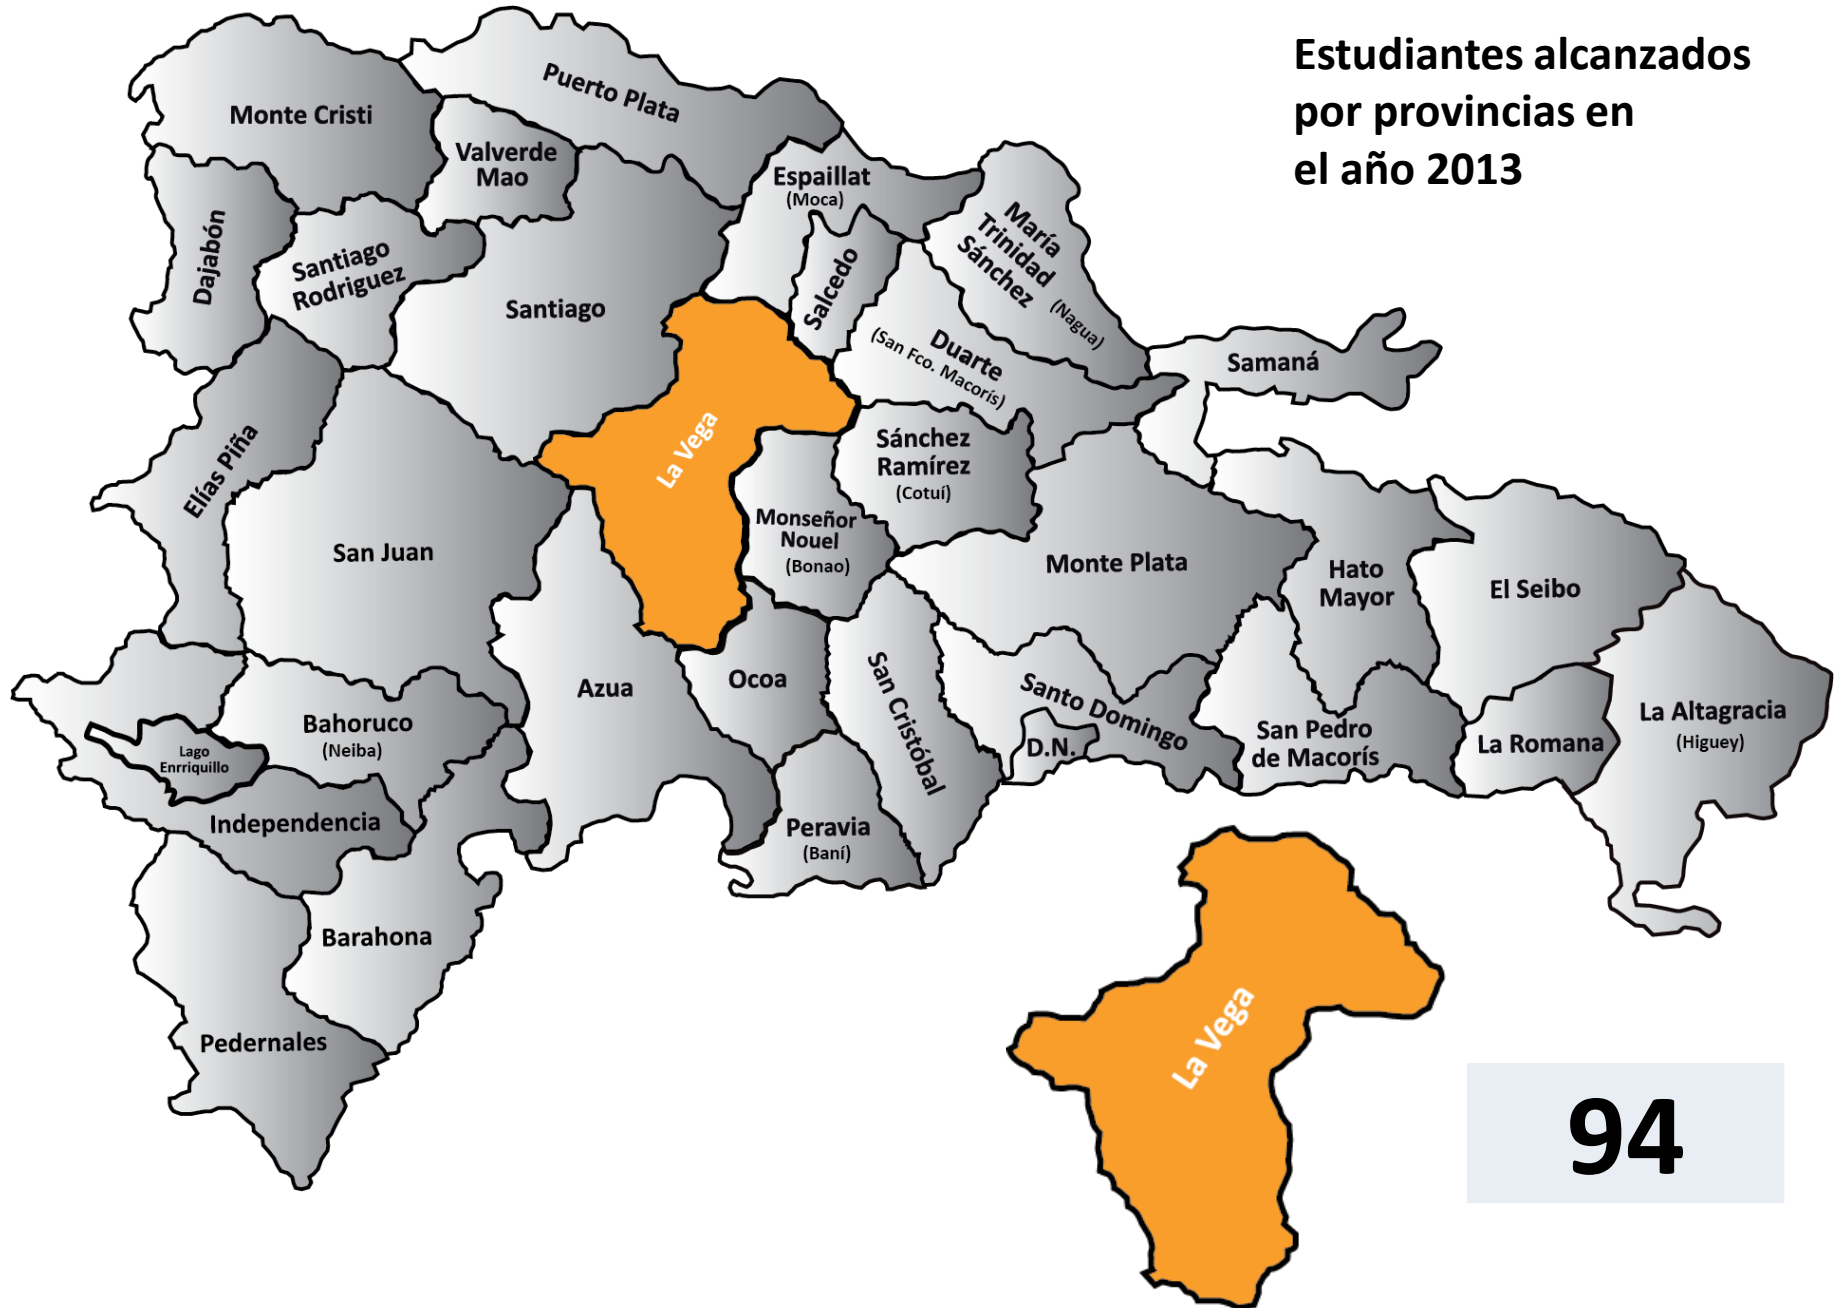 Estudiantes alcanzados
por provincias en
el año 2013
Puerto Plata
Monte Cristi
Valverde
Mao
Espaillat
(Moca)
María
Trinidad
Sánchez
(Nagua)
Dajabón
Santiago
Rodriguez
Santiago
Salcedo
Duarte
(San Fco. Macorís)
Samaná
La Vega
Elías Piña
Sánchez
Ramírez
(Cotuí)
San Juan
Monseñor
Nouel
(Bonao)
Monte Plata
Hato
Mayor
El Seibo
Azua
Ocoa
San Cristóbal
Santo Domingo
D.N.
San Pedro
de Macorís
La Romana
La Altagracia
(Higuey)
Bahoruco
(Neiba)
Lago
Enrriquillo
Independencia
Peravia
(Baní)
Barahona
Pedernales
La Vega
94